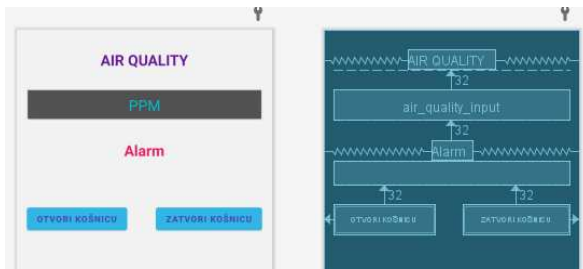 AIR QUALITY
PPM
Alarm
OTVORI KOŠNICU ZATVORI KOŠNICU
AIR QUALITY
32
air_quality_input
32
Alarm
32 32
OTVORI KOŠNICU ZATVORI KOŠNICU